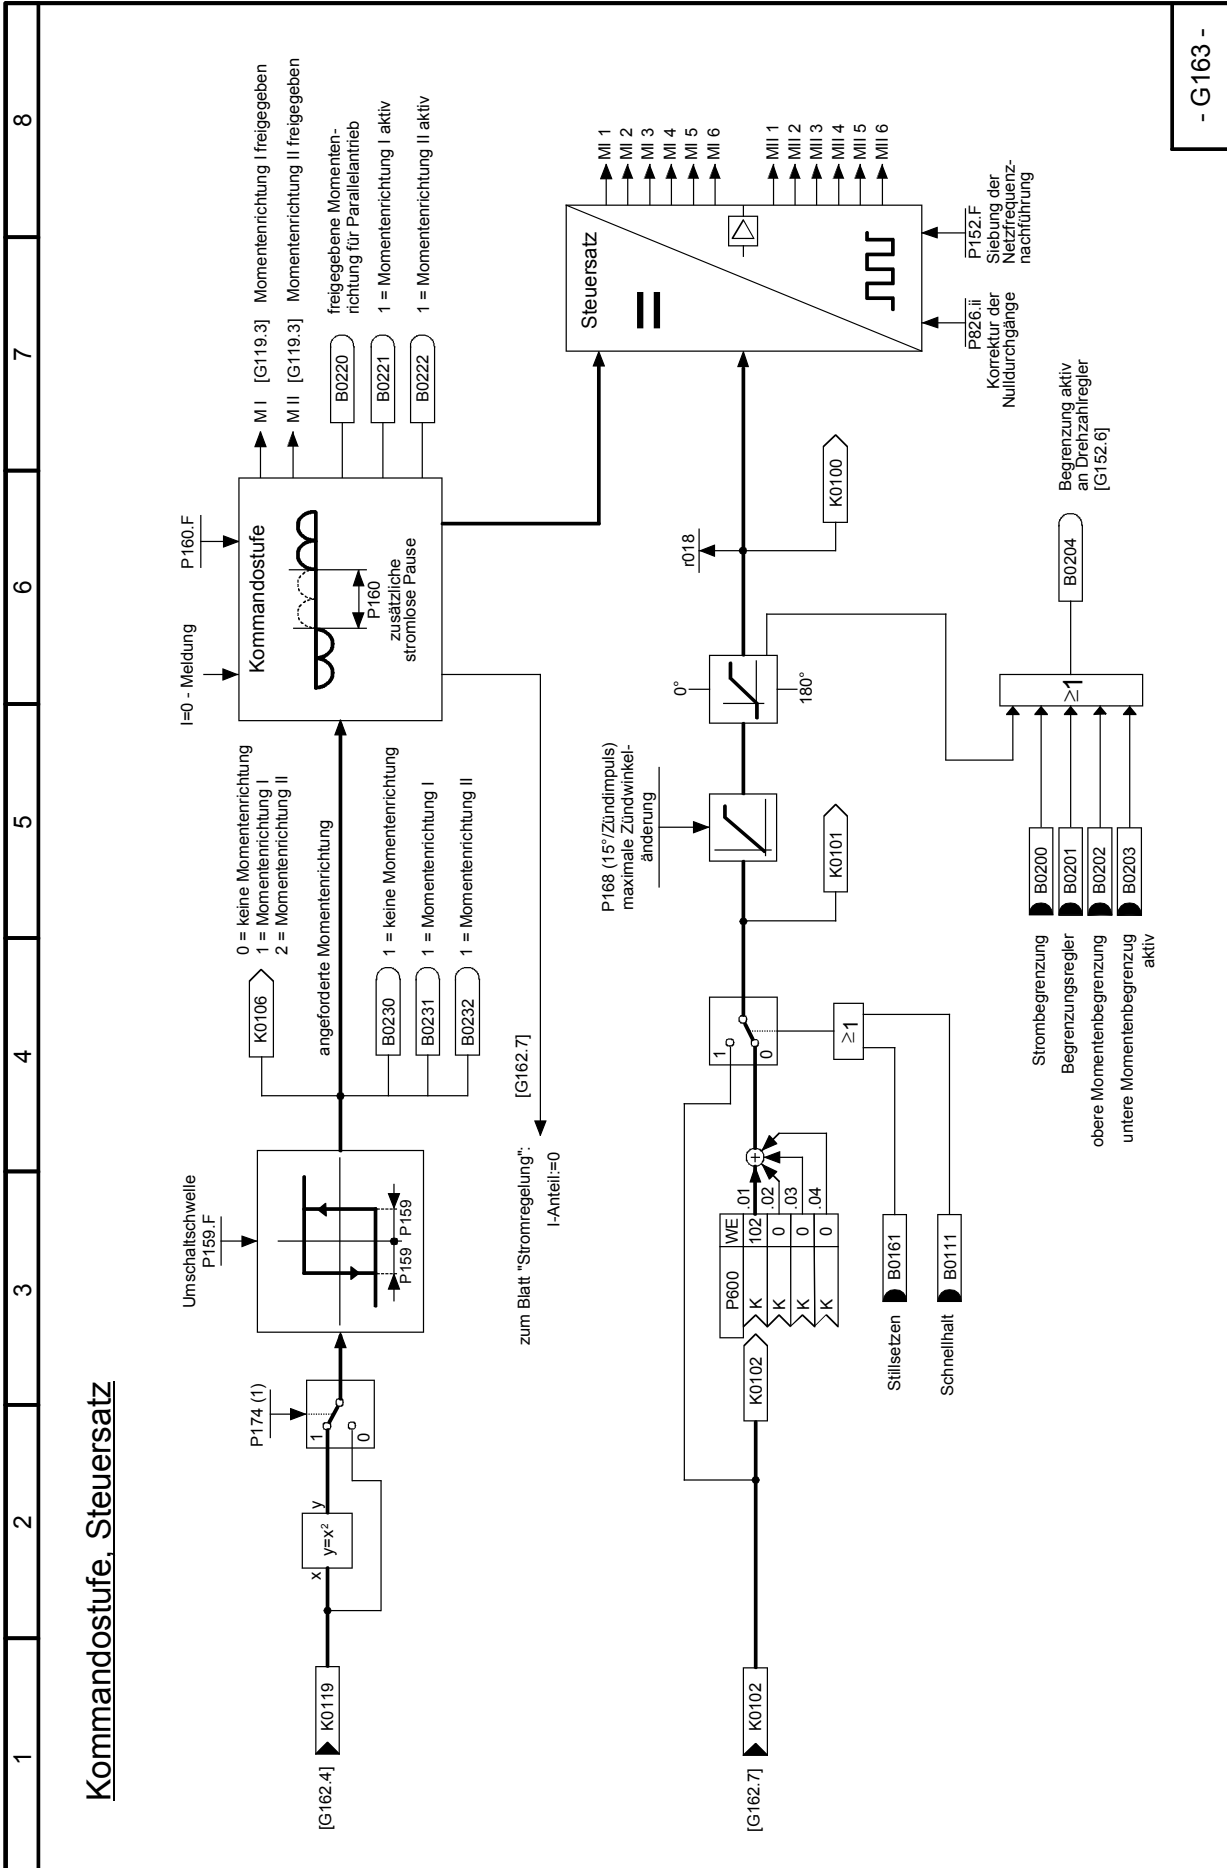 1
2
3
4
5
6
7
8
Kommandostufe, Steuersatz
[G162.4]
K0119
x
y=x²
y
P174 (1)
1
0
Umschaltschwelle
P159.F
P159
P159
K0106
0 = keine Momentenrichtung
1 = Momentenrichtung I
2 = Momentenrichtung II
angeforderte Momentenrichtung
B0230
1 = keine Momentenrichtung
B0231
1 = Momentenrichtung I
B0232
1 = Momentenrichtung II
zum Blatt "Stromregelung":
[G162.7]
I-Anteil:=0
I=0 - Meldung
P160.F
Kommandostufe
P160
zusätzliche
stromlose Pause
M I
[G119.3]
Momentenrichtung I freigegeben
M II
[G119.3]
Momentenrichtung II freigegeben
B0220
freigegebene Momenten-
richtung für Parallelantrieb
B0221
1 = Momentenrichtung I aktiv
B0222
1 = Momentenrichtung II aktiv
[G162.7]
K0102
K0102
P600
WE
K
102
.01
K
0
.02
K
0
.03
K
0
.04
+
1
0
≥1
Stillsetzen
B0161
Schnellhalt
B0111
K0101
P168 (15°/Zündimpuls)
maximale Zündwinkel-
änderung
0°
180°
r018
K0100
Steuersatz
MI 1
MI 2
MI 3
MI 4
MI 5
MI 6
MII 1
MII 2
MII 3
MII 4
MII 5
MII 6
P826.ii
Korrektur der
Nulldurchgänge
P152.F
Siebung der
Netzfrequenz-
nachführung
Strombegrenzung
B0200
Begrenzungsregler
B0201
obere Momentenbegrenzung
B0202
untere Momentenbegrenzug
aktiv
B0203
≥1
B0204
Begrenzung aktiv
an Drehzahlregler
[G152.6]
- G163 -